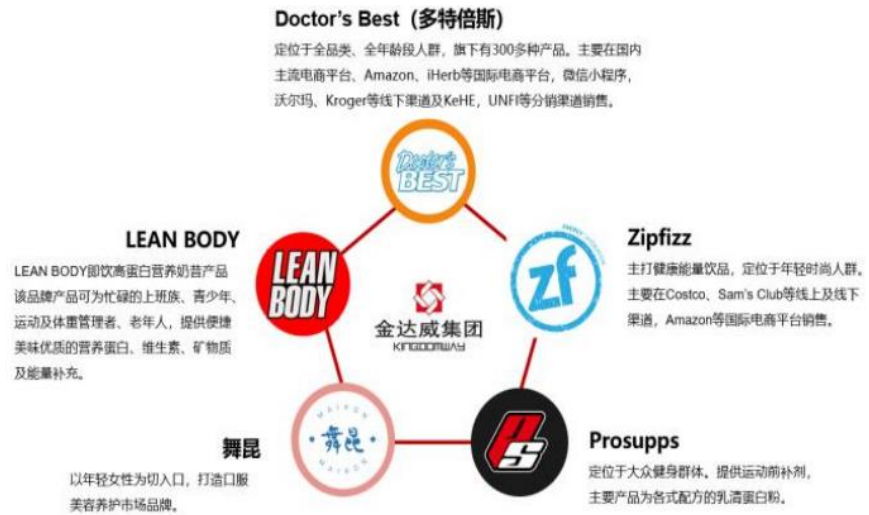 Doctor's Best（多特倍斯）
定位于全品类、全年龄段人群，旗下有300多种产品。主要在国内
主流电商平台、Amazon、iHerb等国际电商平台，微信小程序，
沃尔玛、Kroger等线下渠道及KeHE，UNFI等分销渠道销售。
Doctor's
BEST
LEAN BODY
LEAN BODY即饮高蛋白营养奶昔产品
该品牌产品可为忙碌的上班族、青少年、
运动及体重管理者、老年人，提供便捷
美味优质的营养蛋白、维生素、矿物质
及能量补充。
LEAN
BODY
金达威集团
KINGDOMWAY
zf
Zipfizz
主打健康能量饮品，定位于年轻时尚人群。
主要在Costco、Sam's Club等线上及线下
渠道，Amazon等国际电商平台销售。
舞昆
以年轻女性为切入口，打造口服
美容养护市场品牌。
MAIKON
舞昆
MAIKON
PS
Prosupps
定位于大众健身群体。提供运动前补剂，
主要产品为各式配方的乳清蛋白粉。